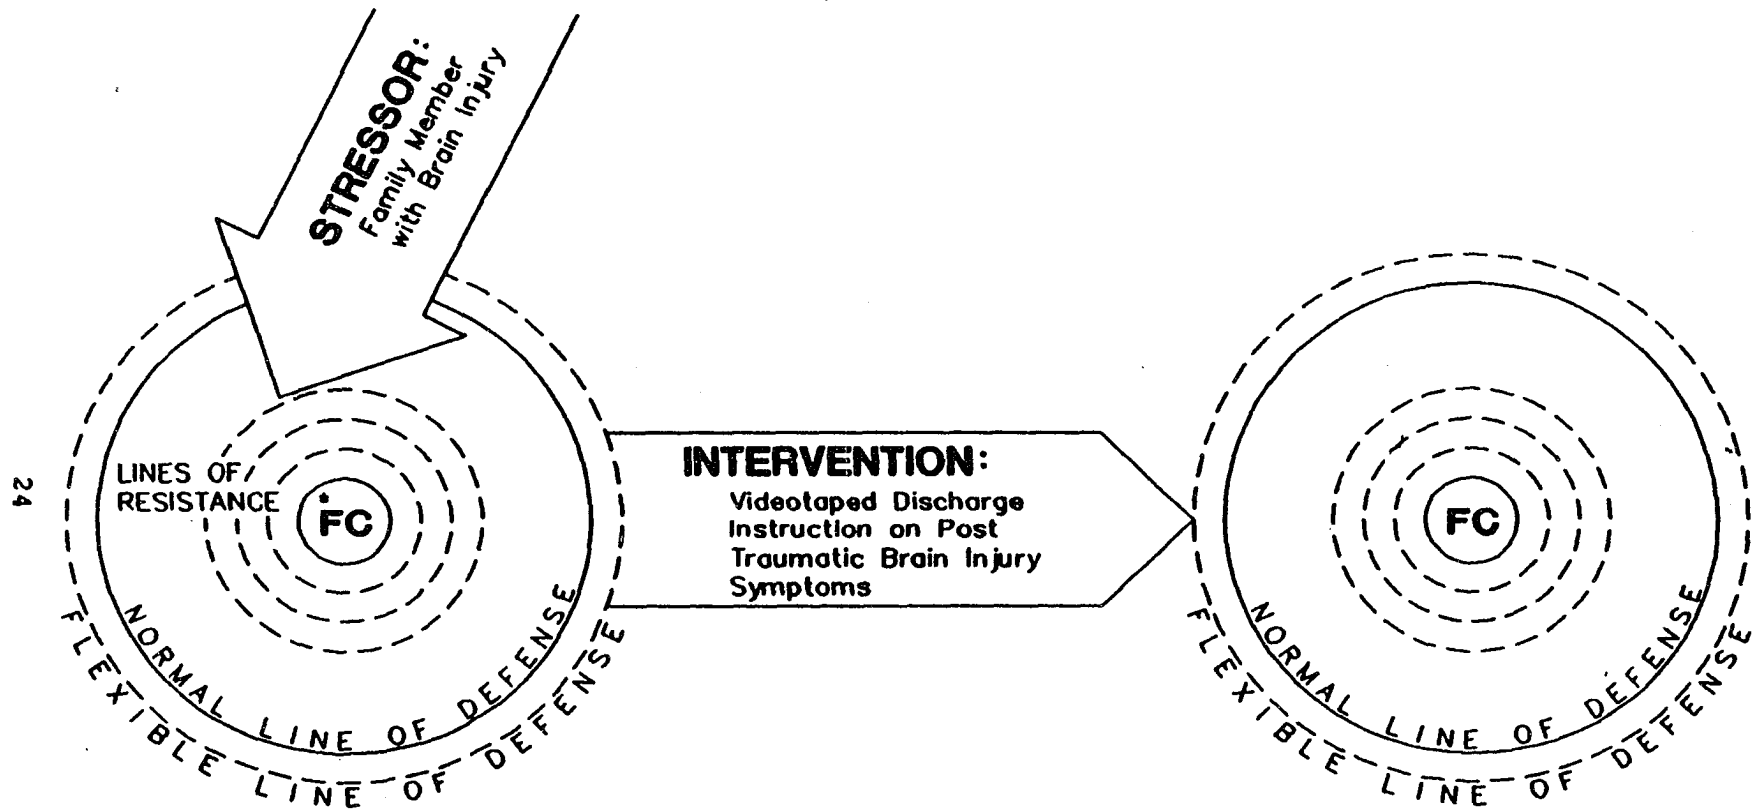 STRESSOR:
Family Member
with Brain Injury
LINES OF
RESISTANCE
*FC
NORMAL LINE OF DEFENSE
FLEXIBLE LINE OF DEFENSE
INTERVENTION:
Videotaped Discharge
Instruction on Post
Traumatic Brain Injury
Symptoms
FC
NORMAL LINE OF DEFENSE
FLEXIBLE LINE OF DEFENSE
24